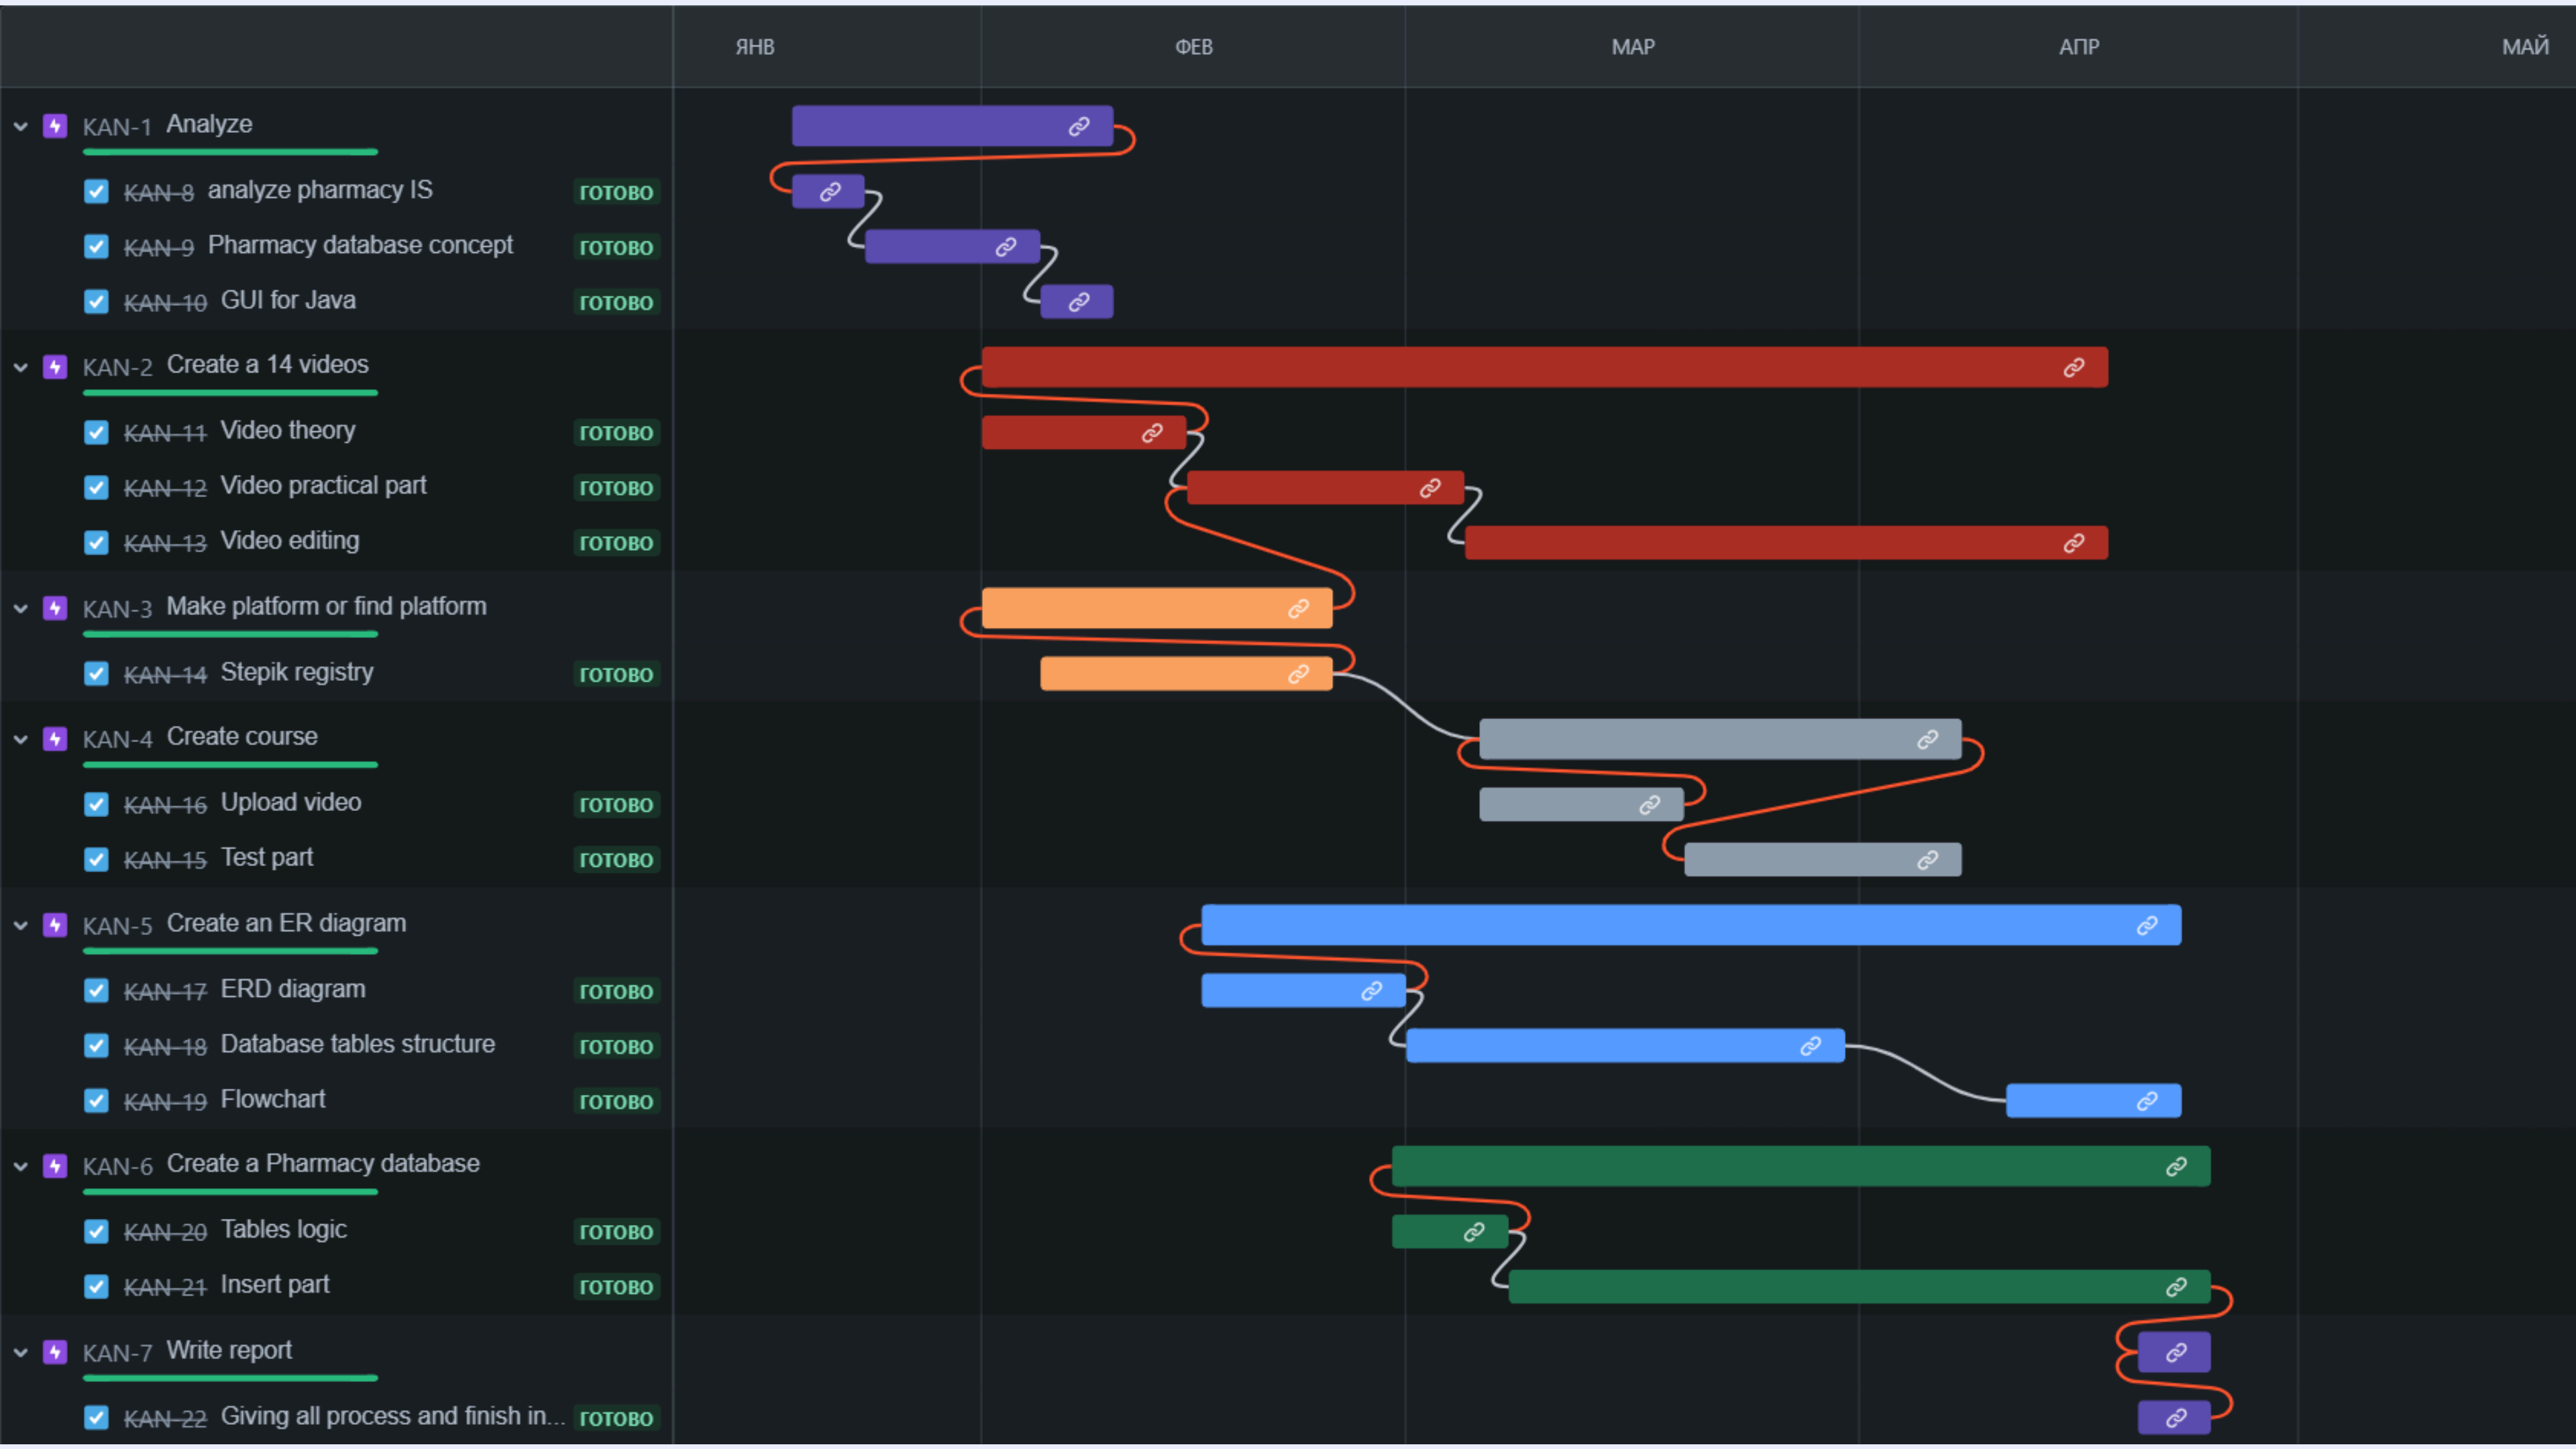 ЯНВ ФЕВ МАР АПР МАЙ
KAN-1 Analyze
KAN-8 analyze pharmacy IS ГОТОВО
KAN-9 Pharmacy database concept ГОТОВО
KAN-10 GUI for Java ГОТОВО
KAN-2 Create a 14 videos
KAN-11 Video theory ГОТОВО
KAN-12 Video practical part ГОТОВО
KAN-13 Video editing ГОТОВО
KAN-3 Make platform or find platform
KAN-14 Stepik registry ГОТОВО
KAN-4 Create course
KAN-16 Upload video ГОТОВО
KAN-15 Test part ГОТОВО
KAN-5 Create an ER diagram
KAN-17 ERD diagram ГОТОВО
KAN-18 Database tables structure ГОТОВО
KAN-19 Flowchart ГОТОВО
KAN-6 Create a Pharmacy database
KAN-20 Tables logic ГОТОВО
KAN-21 Insert part ГОТОВО
KAN-7 Write report
KAN-22 Giving all process and finish in... ГОТОВО